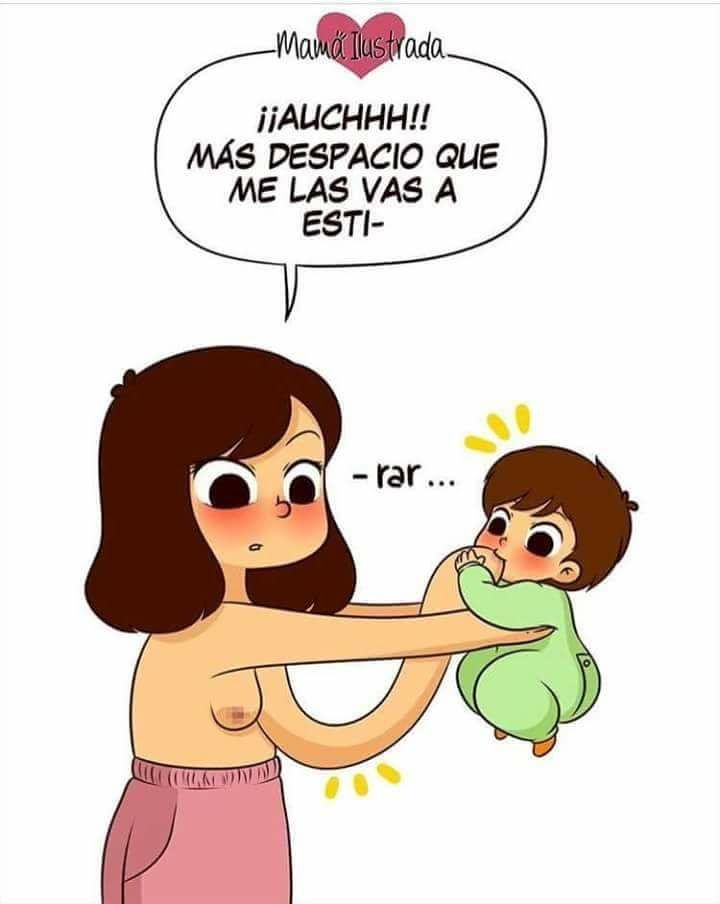 Mamá Ilustrada
¡¡AUCHHH!!
MÁS DESPACIO QUE
ME LAS VAS A
ESTI-
- rar...